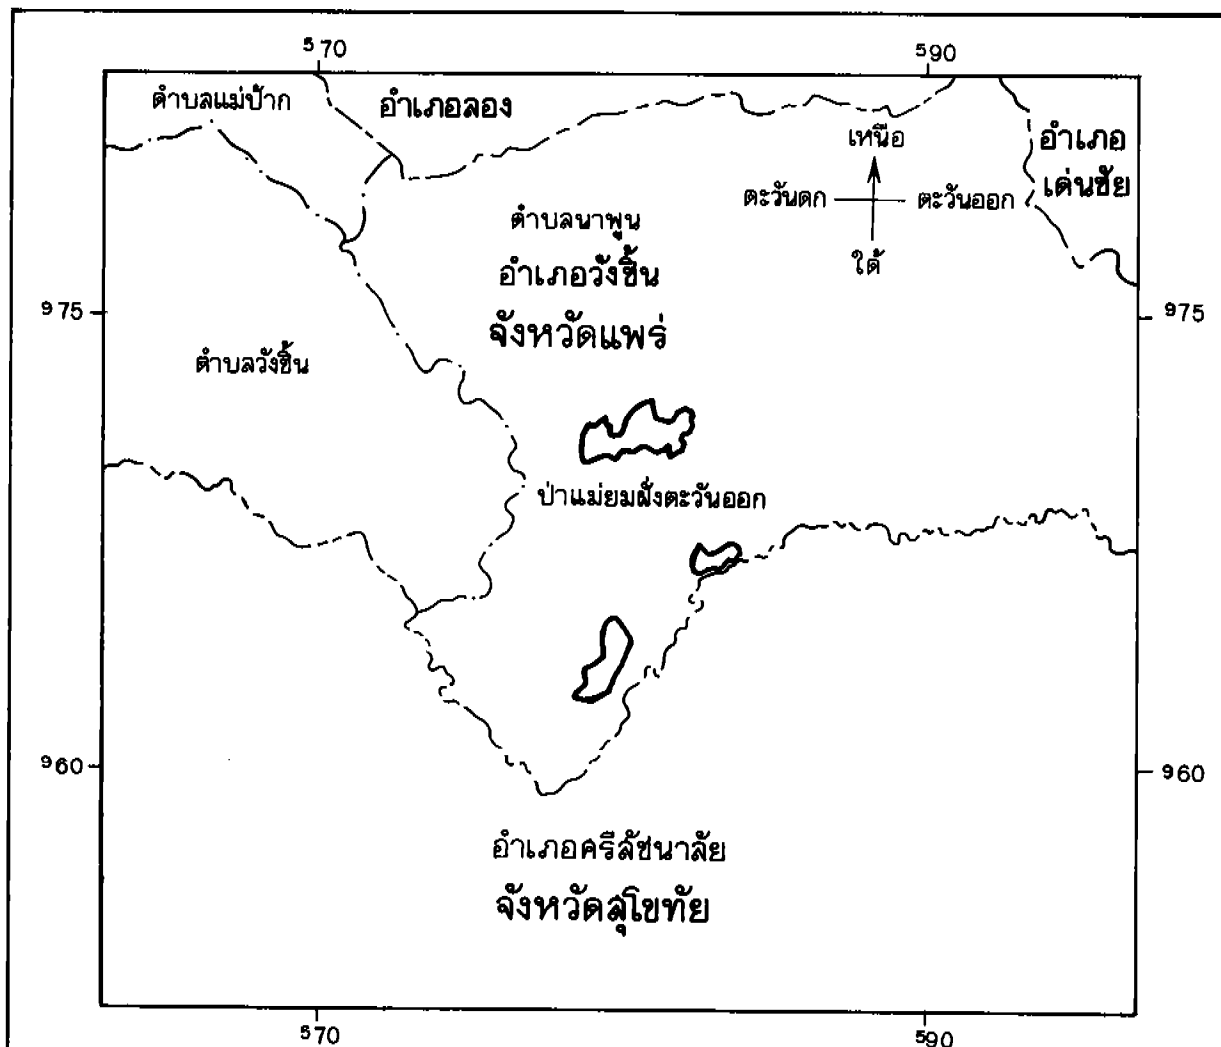 570 590
ตำบลแม่ป้าก
อำเภอลอง
เหนือ
อำเภอ
เด่นชัย
ตะวันตก ตะวันออก
ตำบลนาพูน
ใต้
อำเภอวังชิ้น
975 975
จังหวัดแพร่
ตำบลวังชิ้น
ป่าแม่ยมฝั่งตะวันออก
960 960
อำเภอศรีสัชนาลัย
จังหวัดสุโขทัย
570 590